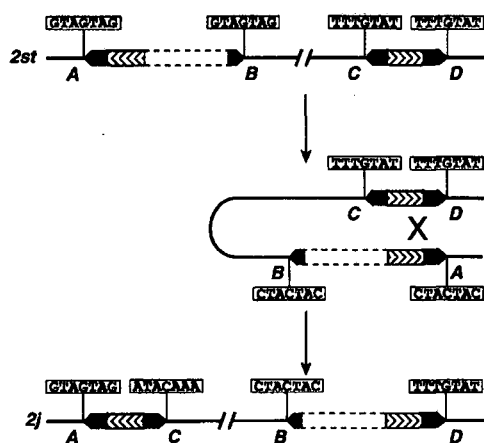 GTAGTAG GTAGTAG TTTGTAT TTTGTAT
2st
A B C D
TTTGTAT TTTGTAT
C D
X
B A
CTACTAC CTACTAC
GTAGTAG ATACAAA CTACTAC TTTGTAT
2j
A C B D